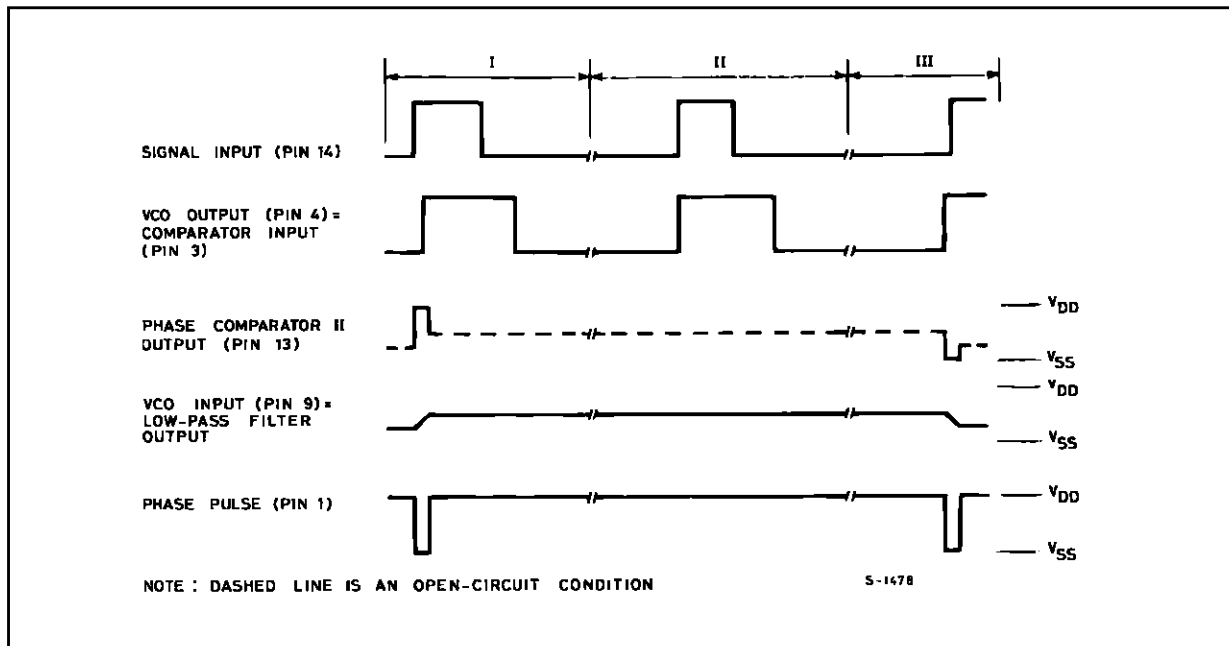 I II III
SIGNAL INPUT (PIN 14)
VCO OUTPUT (PIN 4) =
COMPARATOR INPUT
(PIN 3)
PHASE COMPARATOR II
OUTPUT (PIN 13)
VDD
VSS
VCO INPUT (PIN 9) =
LOW-PASS FILTER
OUTPUT
VDD
VSS
PHASE PULSE (PIN 1)
VDD
VSS
NOTE : DASHED LINE IS AN OPEN-CIRCUIT CONDITION
S-1478